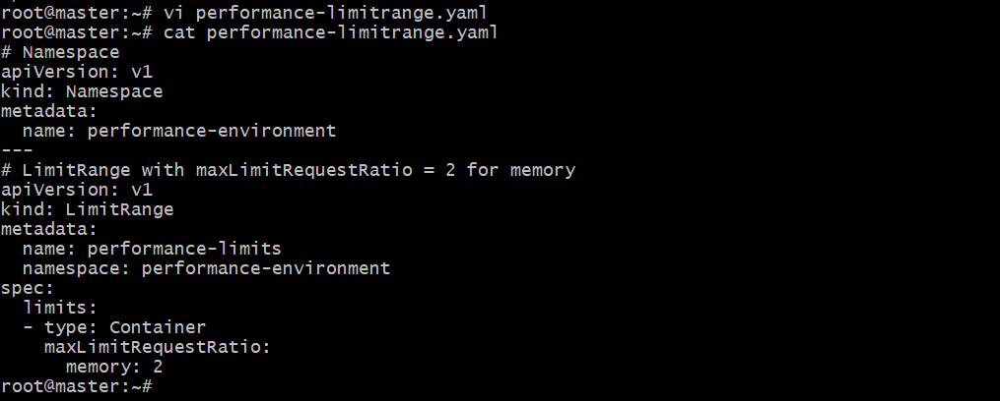 root@master:~# vi performance-limitrange.yaml
root@master:~# cat performance-limitrange.yaml
# Namespace
apiVersion: v1
kind: Namespace
metadata:
  name: performance-environment
---
# LimitRange with maxLimitRequestRatio = 2 for memory
apiVersion: v1
kind: LimitRange
metadata:
  name: performance-limits
  namespace: performance-environment
spec:
  limits:
  - type: Container
    maxLimitRequestRatio:
      memory: 2
root@master:~#